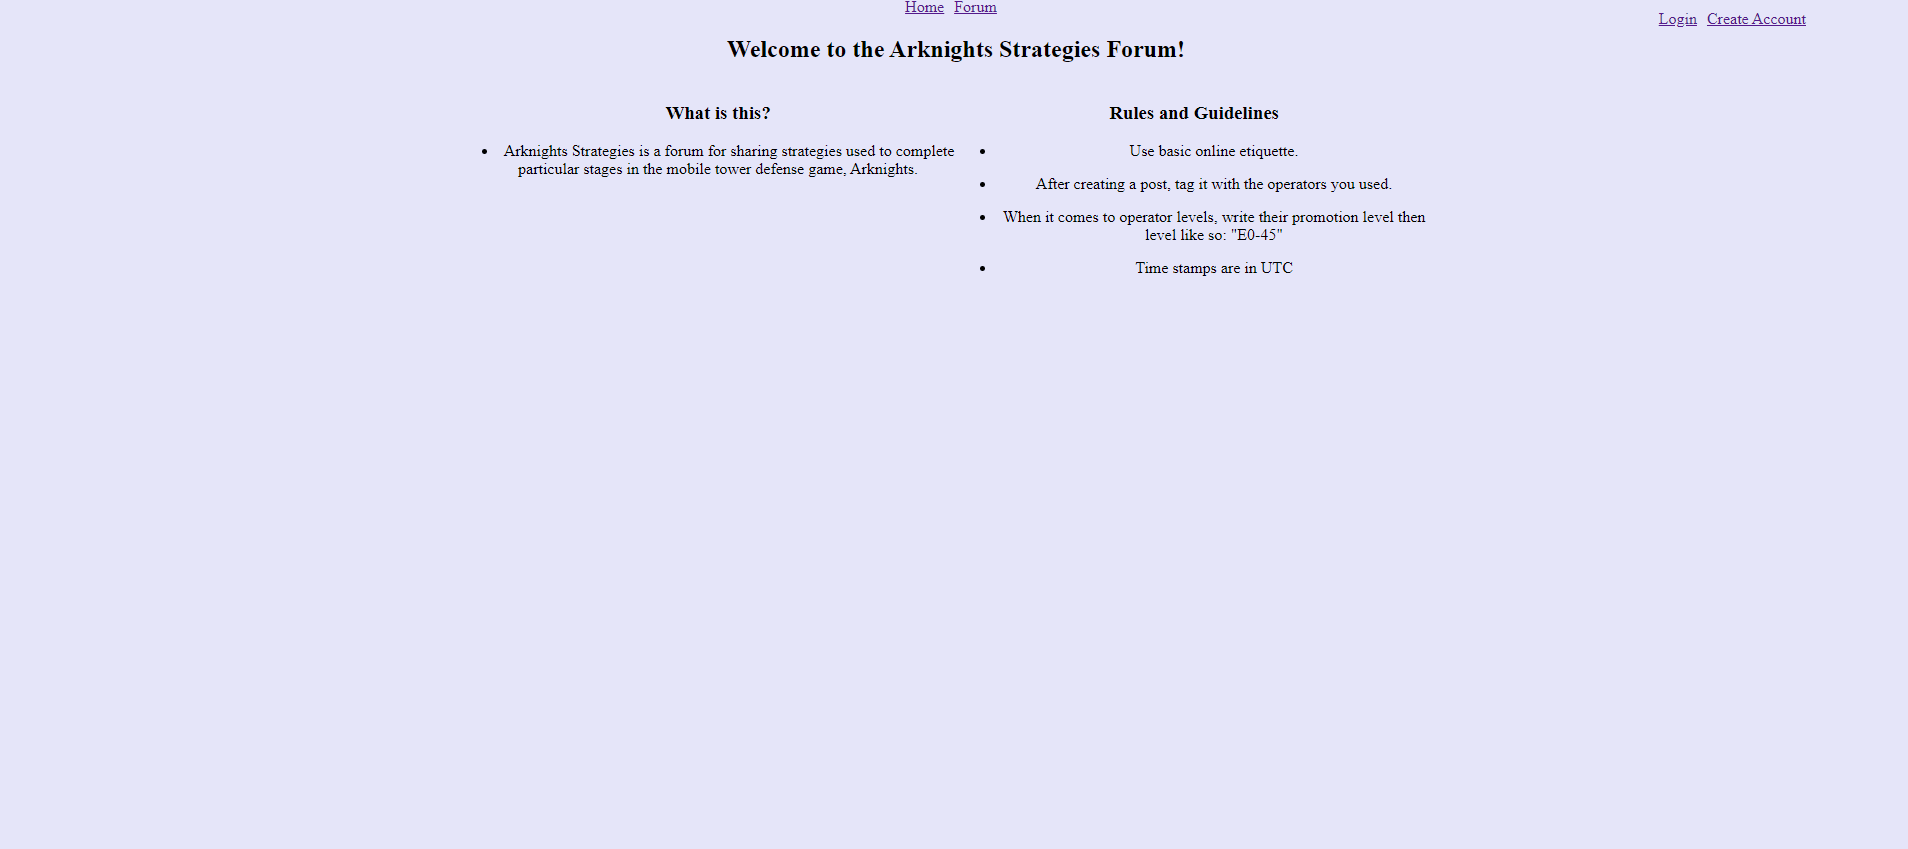 Home Forum
Login Create Account
Welcome to the Arknights Strategies Forum!
What is this?
Arknights Strategies is a forum for sharing strategies used to complete
particular stages in the mobile tower defense game, Arknights.
Rules and Guidelines
Use basic online etiquette.
After creating a post, tag it with the operators you used.
When it comes to operator levels, write their promotion level then
level like so: "E0-45"
Time stamps are in UTC